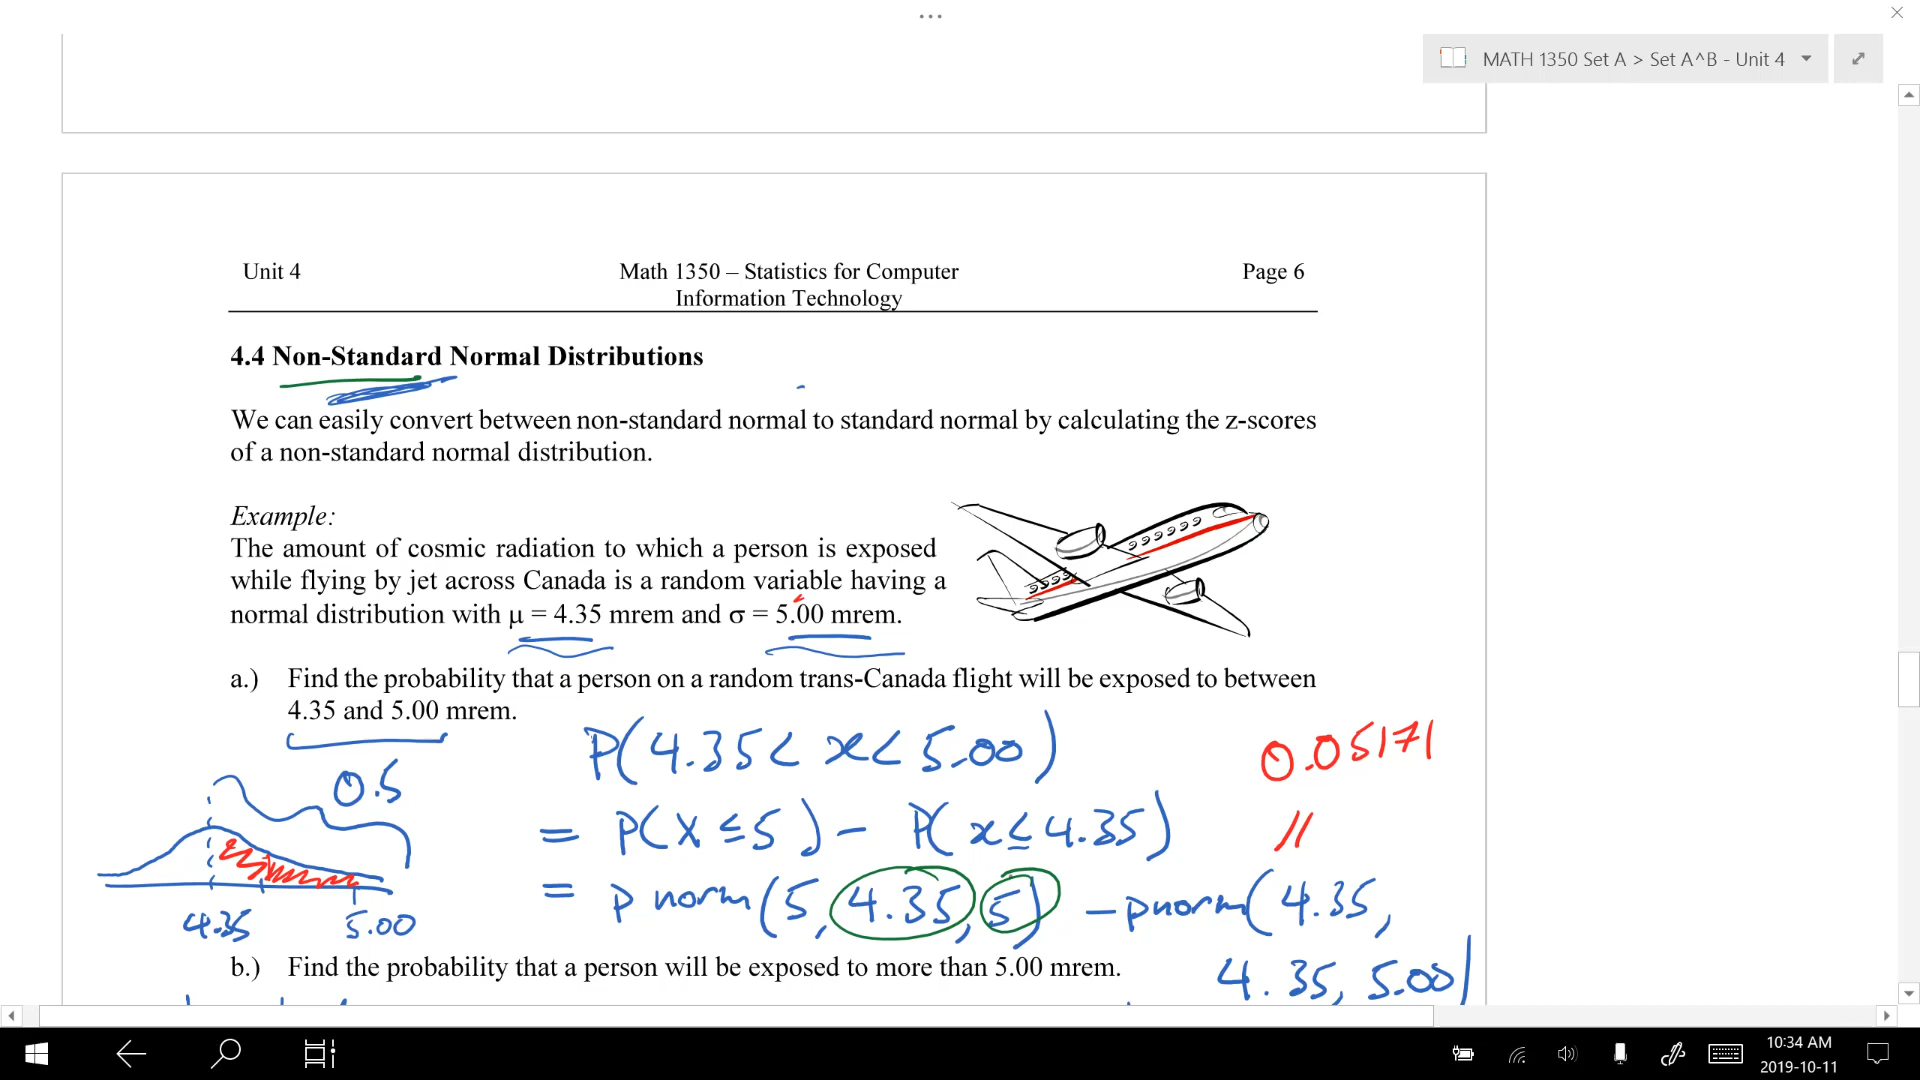 ...
MATH 1350 Set A > Set A^B - Unit 4
Unit 4 Math 1350 – Statistics for Computer Page 6
Information Technology
4.4 Non-Standard Normal Distributions
We can easily convert between non-standard normal to standard normal by calculating the z-scores
of a non-standard normal distribution.
Example:
The amount of cosmic radiation to which a person is exposed
while flying by jet across Canada is a random variable having a
normal distribution with μ = 4.35 mrem and σ = 5.00 mrem.
a.) Find the probability that a person on a random trans-Canada flight will be exposed to between
4.35 and 5.00 mrem.
P(4.35 < x < 5.00)
0.05171
0.5
= P(X ≤ 5) - P(x ≤ 4.35)
//
= pnorm(5, 4.35, 5) - pnorm(4.35,
4.35, 5.00)
4.35 5.00
b.) Find the probability that a person will be exposed to more than 5.00 mrem.
10:34 AM
2019-10-11